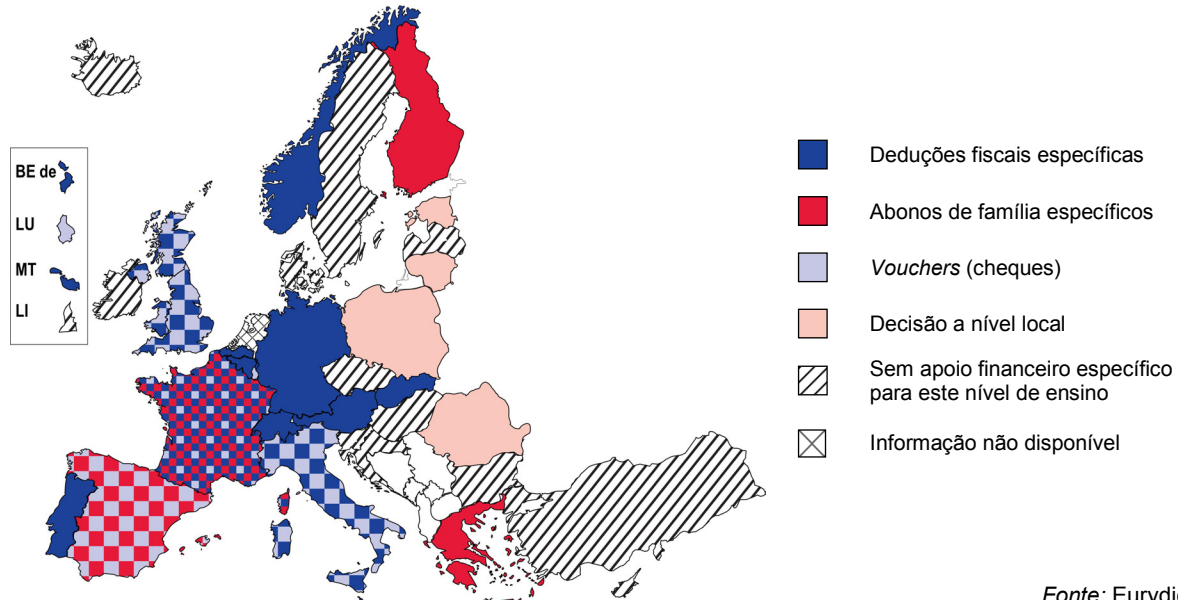 BE de
LU
MT
LI
Deduções fiscais específicas
Abonos de família específicos
Vouchers (cheques)
Decisão a nível local
Sem apoio financeiro específico
para este nível de ensino
Informação não disponível
Fonte: Eurydi